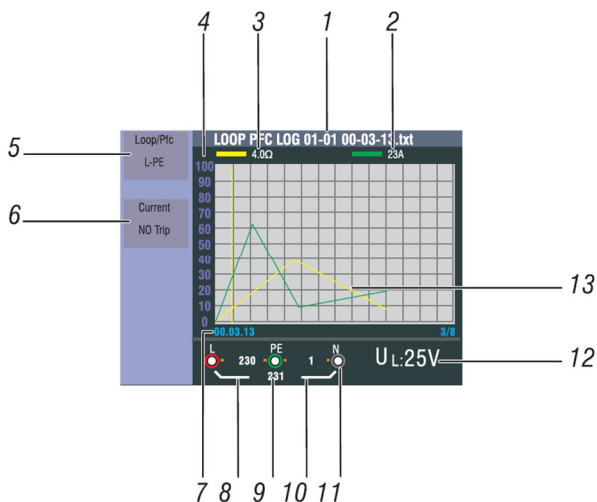 4 3 1 2
LOOP PFC LOG 01-01 00-03-13.txt
4.0Ω 23A
5
Loop/Pfc
L-PE
6
Current
NO Trip
100
90
80
70
60
50
40
30
20
10
0
13
00.03.13 3/8
L PE N
230 1
231
UL:25V
12
7 8 9 10 11